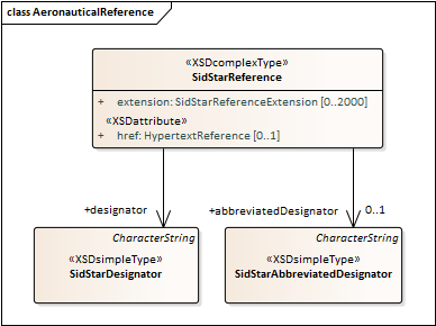 class AeronauticalReference
«XSDcomplexType»
SidStarReference
+ extension: SidStarReferenceExtension [0..2000]
«XSDattribute»
+ href: HypertextReference [0..1]
+designator
+abbreviatedDesignator
0..1
CharacterString
«XSDsimpleType»
SidStarDesignator
CharacterString
«XSDsimpleType»
SidStarAbbreviatedDesignator